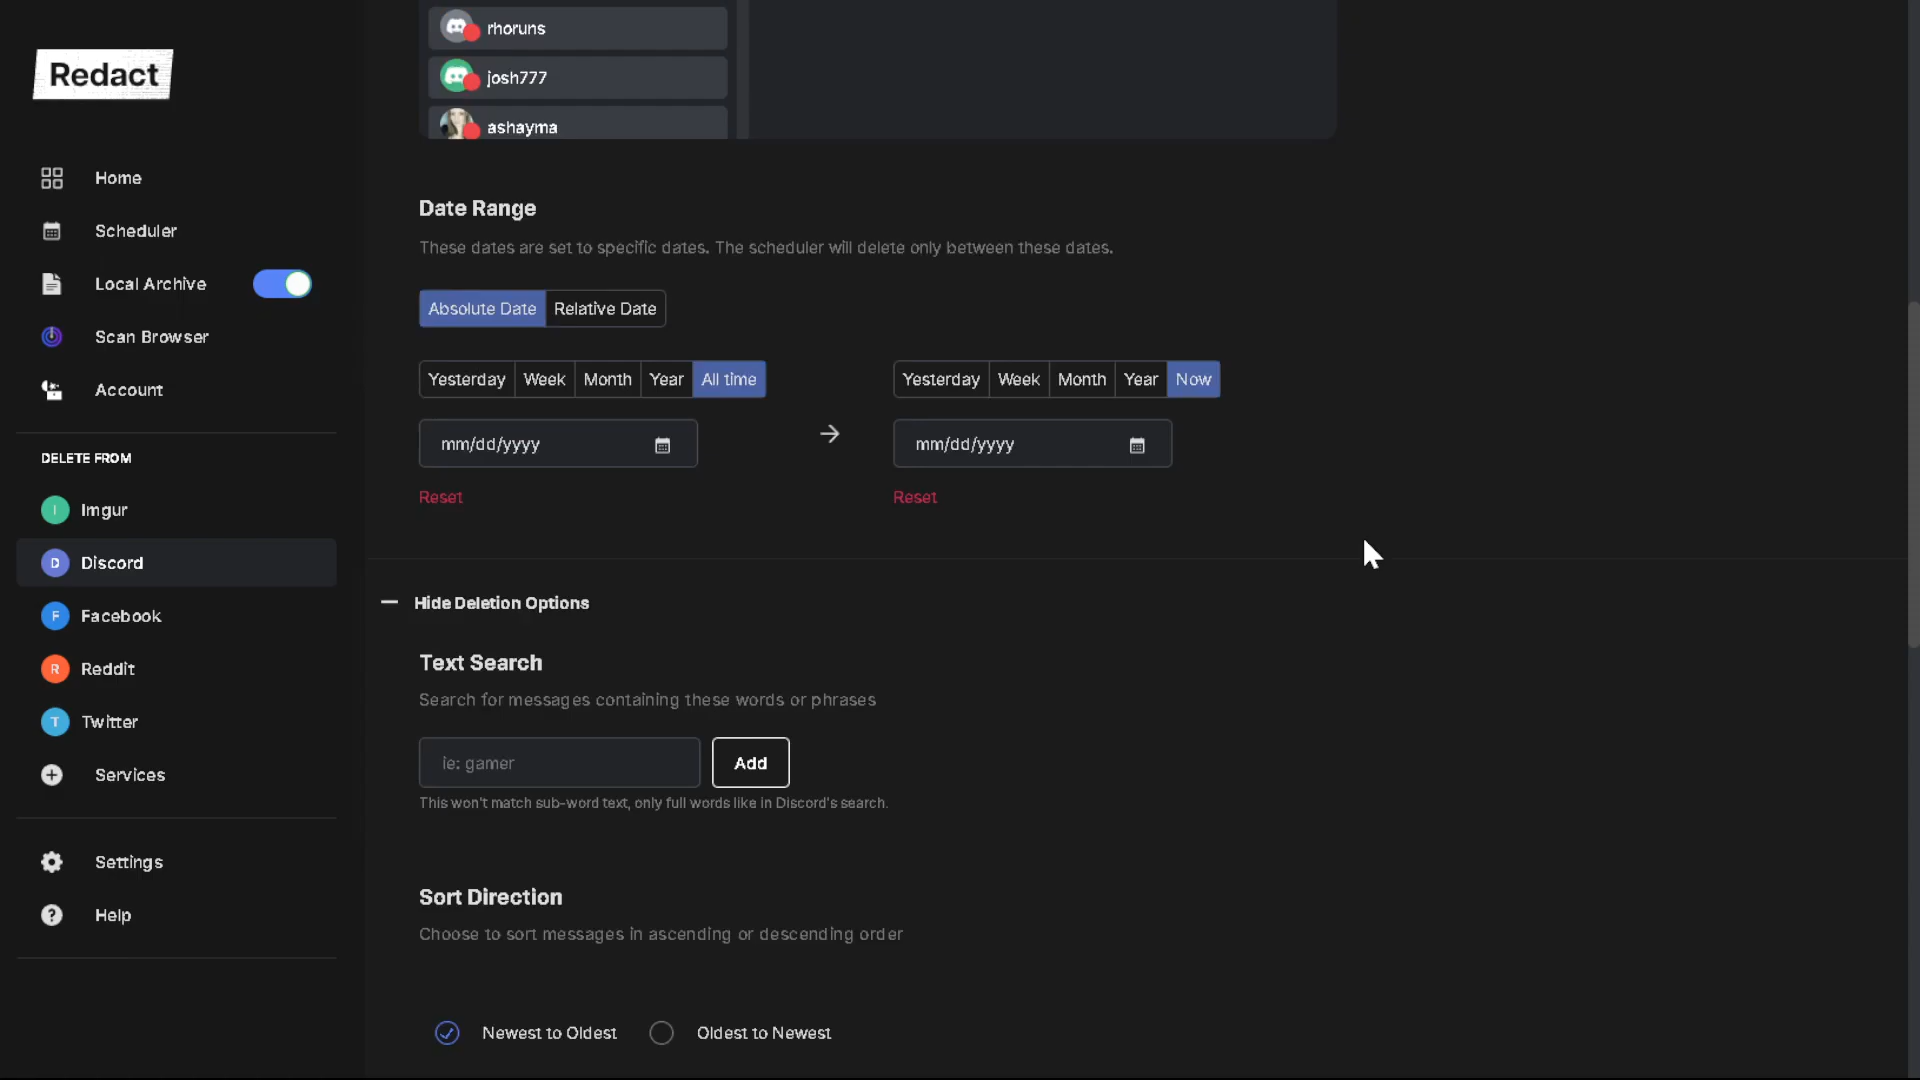 Redact
Home
Scheduler
Local Archive
Scan Browser
Account
DELETE FROM
I Imgur
D Discord
F Facebook
R Reddit
T Twitter
Services
Settings
Help
rhoruns
josh777
ashayma
Date Range
These dates are set to specific dates. The scheduler will delete only between these dates.
Absolute Date Relative Date
Yesterday Week Month Year All time
Yesterday Week Month Year Now
mm/dd/yyyy
mm/dd/yyyy
Reset
Reset
Hide Deletion Options
Text Search
Search for messages containing these words or phrases
ie: gamer
Add
This won't match sub-word text, only full words like in Discord's search.
Sort Direction
Choose to sort messages in ascending or descending order
Newest to Oldest
Oldest to Newest